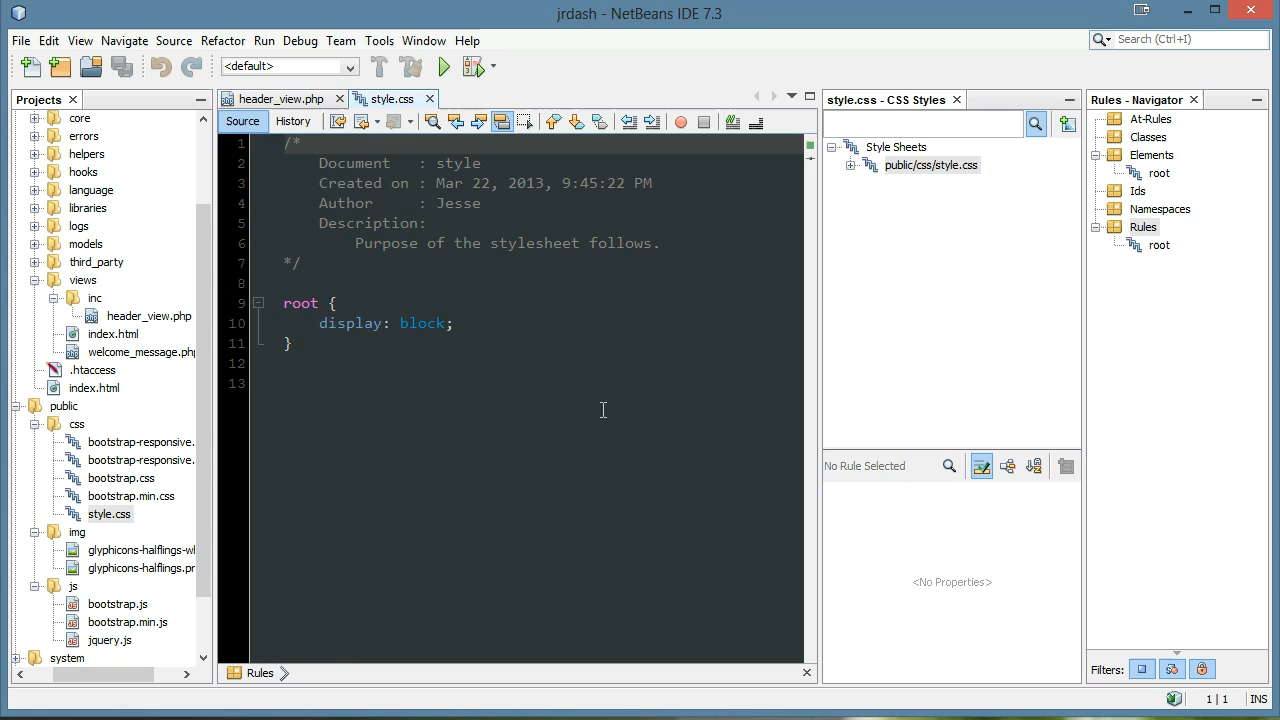 jrdash - NetBeans IDE 7.3
File Edit View Navigate Source Refactor Run Debug Team Tools Window Help
Search (Ctrl+I)
<default>
Projects
core
errors
helpers
hooks
language
libraries
logs
models
third_party
views
inc
header_view.php
index.html
welcome_message.php
.htaccess
index.html
public
css
bootstrap-responsive.
bootstrap-responsive.
bootstrap.css
bootstrap.min.css
style.css
img
glyphicons-halflings-wl
glyphicons-halflings.pr
js
bootstrap.js
bootstrap.min.js
jquery.js
system
header_view.php style.css
Source History
1 /*
2 Document : style
3 Created on : Mar 22, 2013, 9:45:22 PM
4 Author : Jesse
5 Description:
6 Purpose of the stylesheet follows.
7 */
8
9 root {
10 display: block;
11 }
12
13
Rules
style.css - CSS Styles
Style Sheets
public/css/style.css
No Rule Selected
<No Properties>
Rules - Navigator
At-Rules
Classes
Elements
root
Ids
Namespaces
Rules
root
Filters:
1 | 1 INS